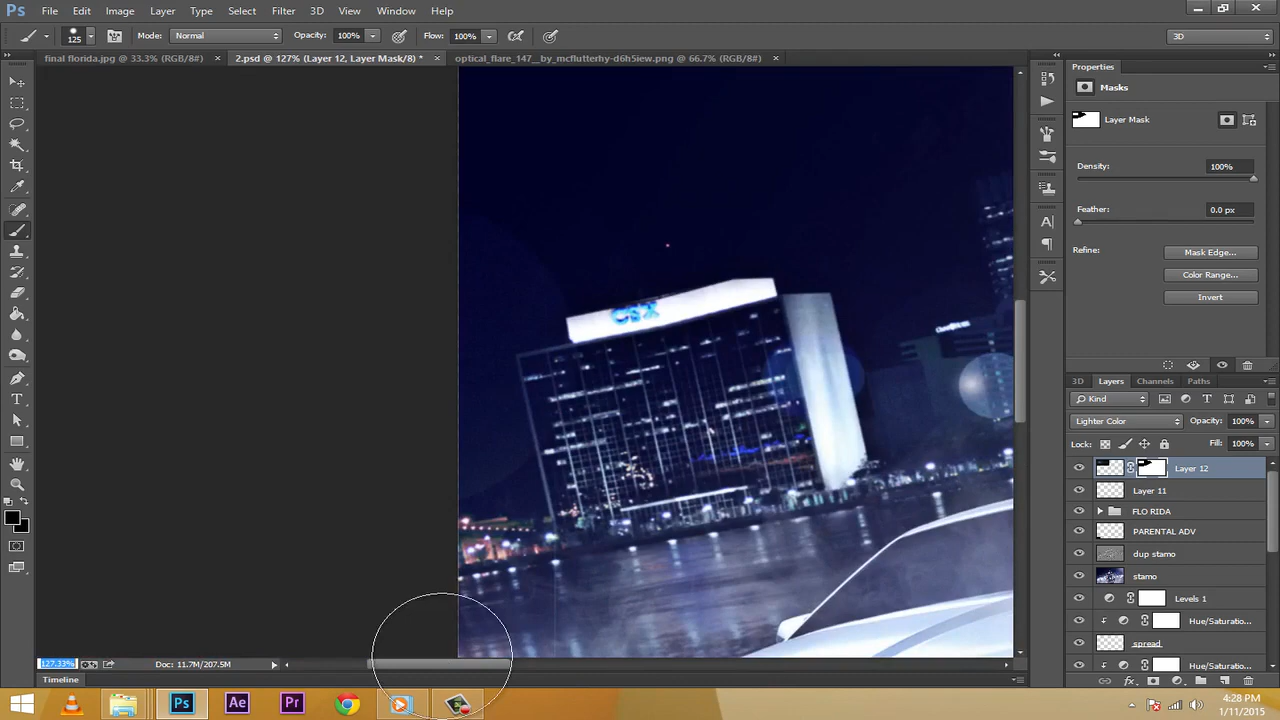 Ps File Edit Image Layer Type Select Filter 3D View Window Help
125 Mode: Normal Opacity: 100% Flow: 100% 3D
final florida.jpg @ 33.3% (RGB/8#) × 2.psd @ 127% (Layer 12, Layer Mask/8) * × optical_flare_147__by_mcflutterhy-d6h5iew.png @ 66.7% (RGB/8#) ×
Properties
Masks
Layer Mask
Density: 100%
Feather: 0.0 px
Refine: Mask Edge...
Color Range...
Invert
CSX
3D Layers Channels Paths
Kind
Lighter Color Opacity: 100%
Lock: Fill: 100%
Layer 12
Layer 11
FLO RIDA
PARENTAL ADV
dup stamo
stamo
Levels 1
Hue/Saturatio...
spread
Hue/Saturatio...
127.33% Doc: 11.7M/207.5M
Timeline
Ps Ae Pr
4:28 PM
1/11/2015